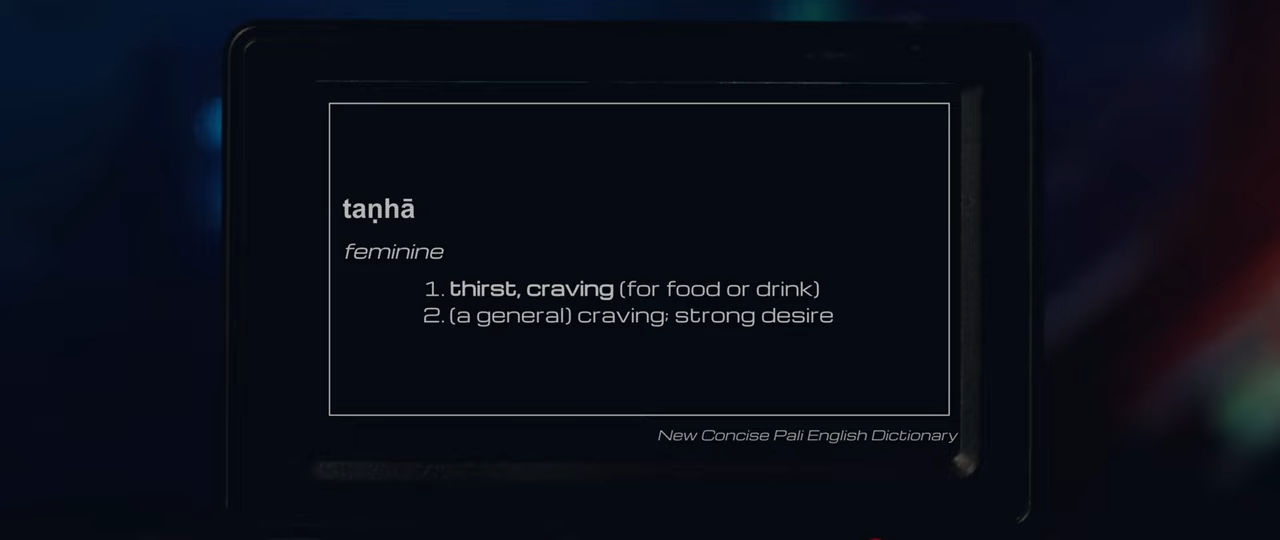 taṇhā
feminine
1. thirst, craving (for food or drink)
2. (a general) craving; strong desire
New Concise Pali English Dictionary